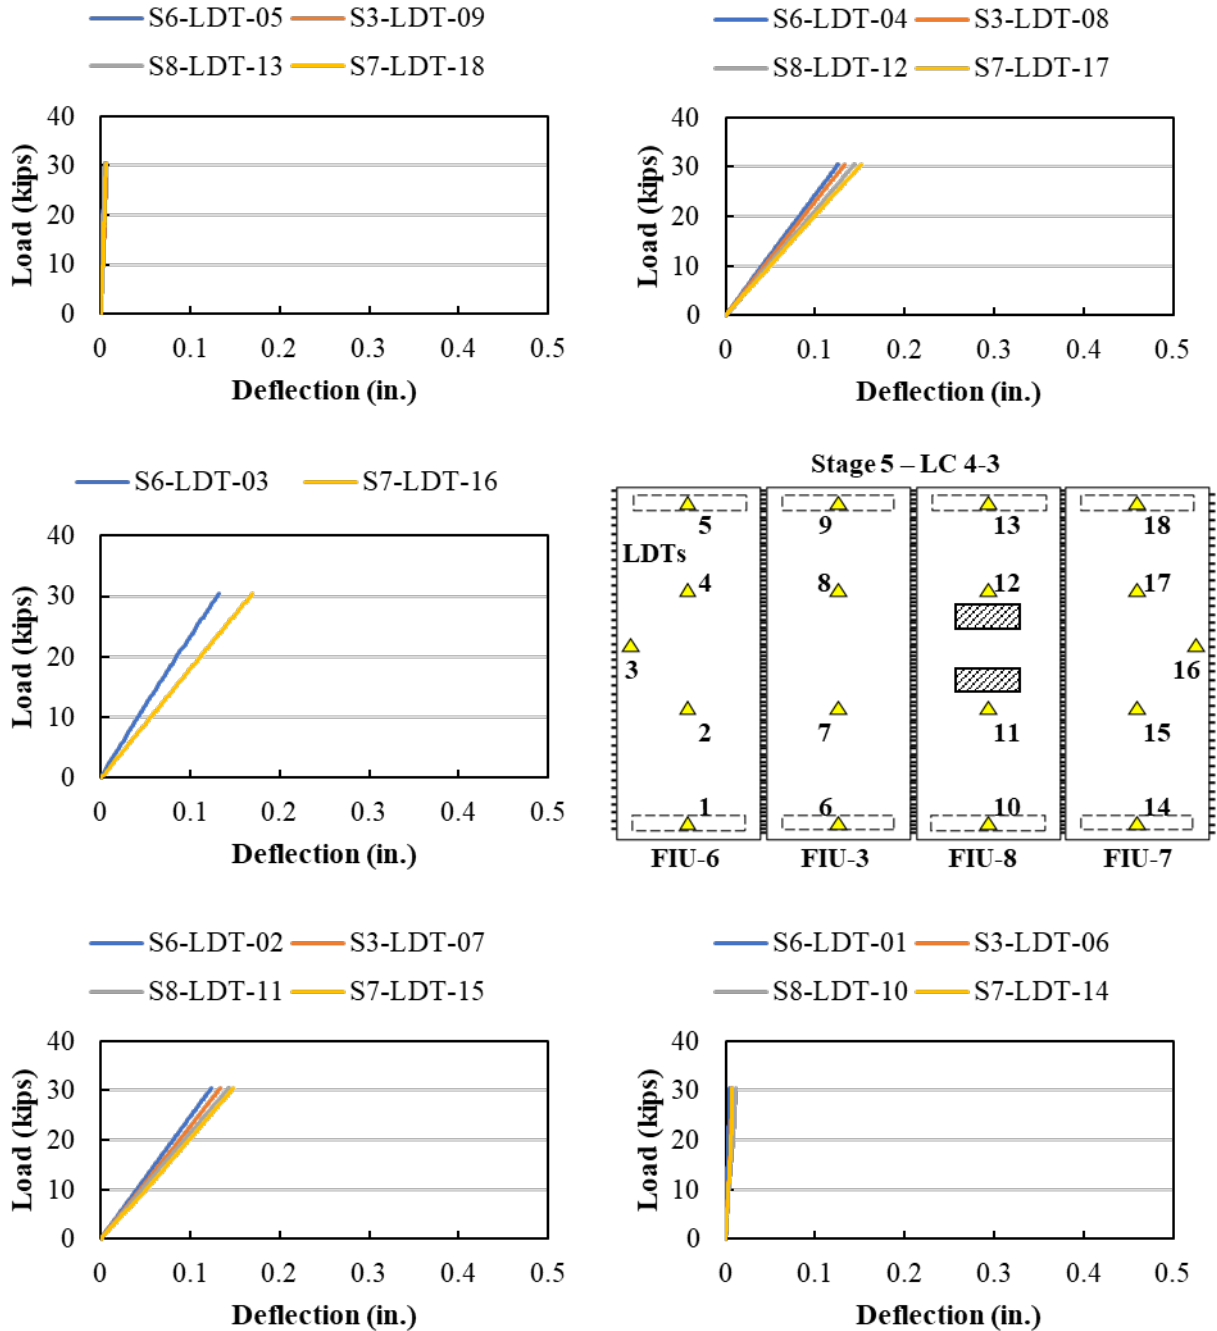 S6-LDT-05 S3-LDT-09
S8-LDT-13 S7-LDT-18
40
30
20
10
0
Load (kips)
0 0.1 0.2 0.3 0.4 0.5
Deflection (in.)
S6-LDT-04 S3-LDT-08
S8-LDT-12 S7-LDT-17
40
30
20
10
0
Load (kips)
0 0.1 0.2 0.3 0.4 0.5
Deflection (in.)
S6-LDT-03 S7-LDT-16
40
30
20
10
0
Load (kips)
0 0.1 0.2 0.3 0.4 0.5
Deflection (in.)
Stage 5 – LC 4-3
5 9 13 18
LDTs
4 8 12 17
3 16
2 7 11 15
1 6 10 14
FIU-6 FIU-3 FIU-8 FIU-7
S6-LDT-02 S3-LDT-07
S8-LDT-11 S7-LDT-15
40
30
20
10
0
Load (kips)
0 0.1 0.2 0.3 0.4 0.5
Deflection (in.)
S6-LDT-01 S3-LDT-06
S8-LDT-10 S7-LDT-14
40
30
20
10
0
Load (kips)
0 0.1 0.2 0.3 0.4 0.5
Deflection (in.)